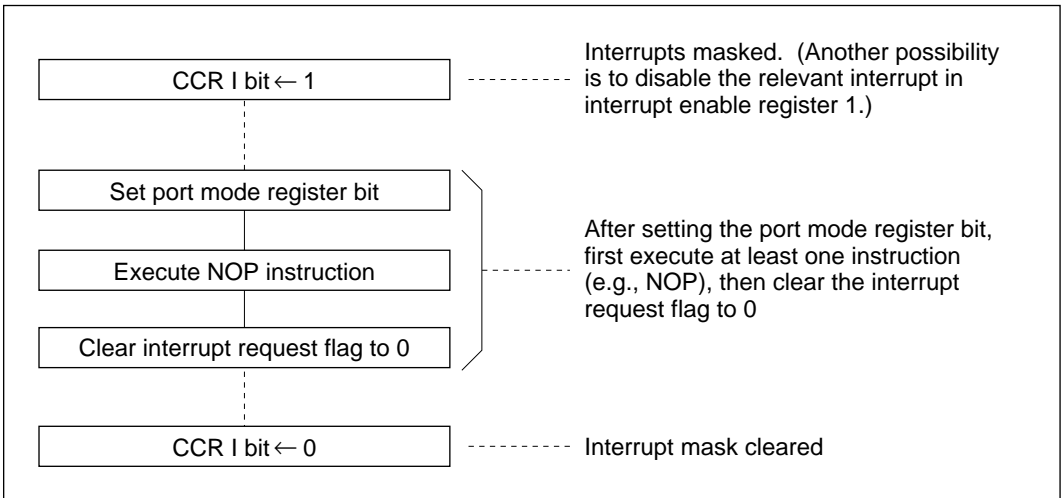 CCR I bit ← 1
Interrupts masked. (Another possibility
is to disable the relevant interrupt in
interrupt enable register 1.)
Set port mode register bit
Execute NOP instruction
Clear interrupt request flag to 0
After setting the port mode register bit,
first execute at least one instruction
(e.g., NOP), then clear the interrupt
request flag to 0
CCR I bit ← 0
Interrupt mask cleared